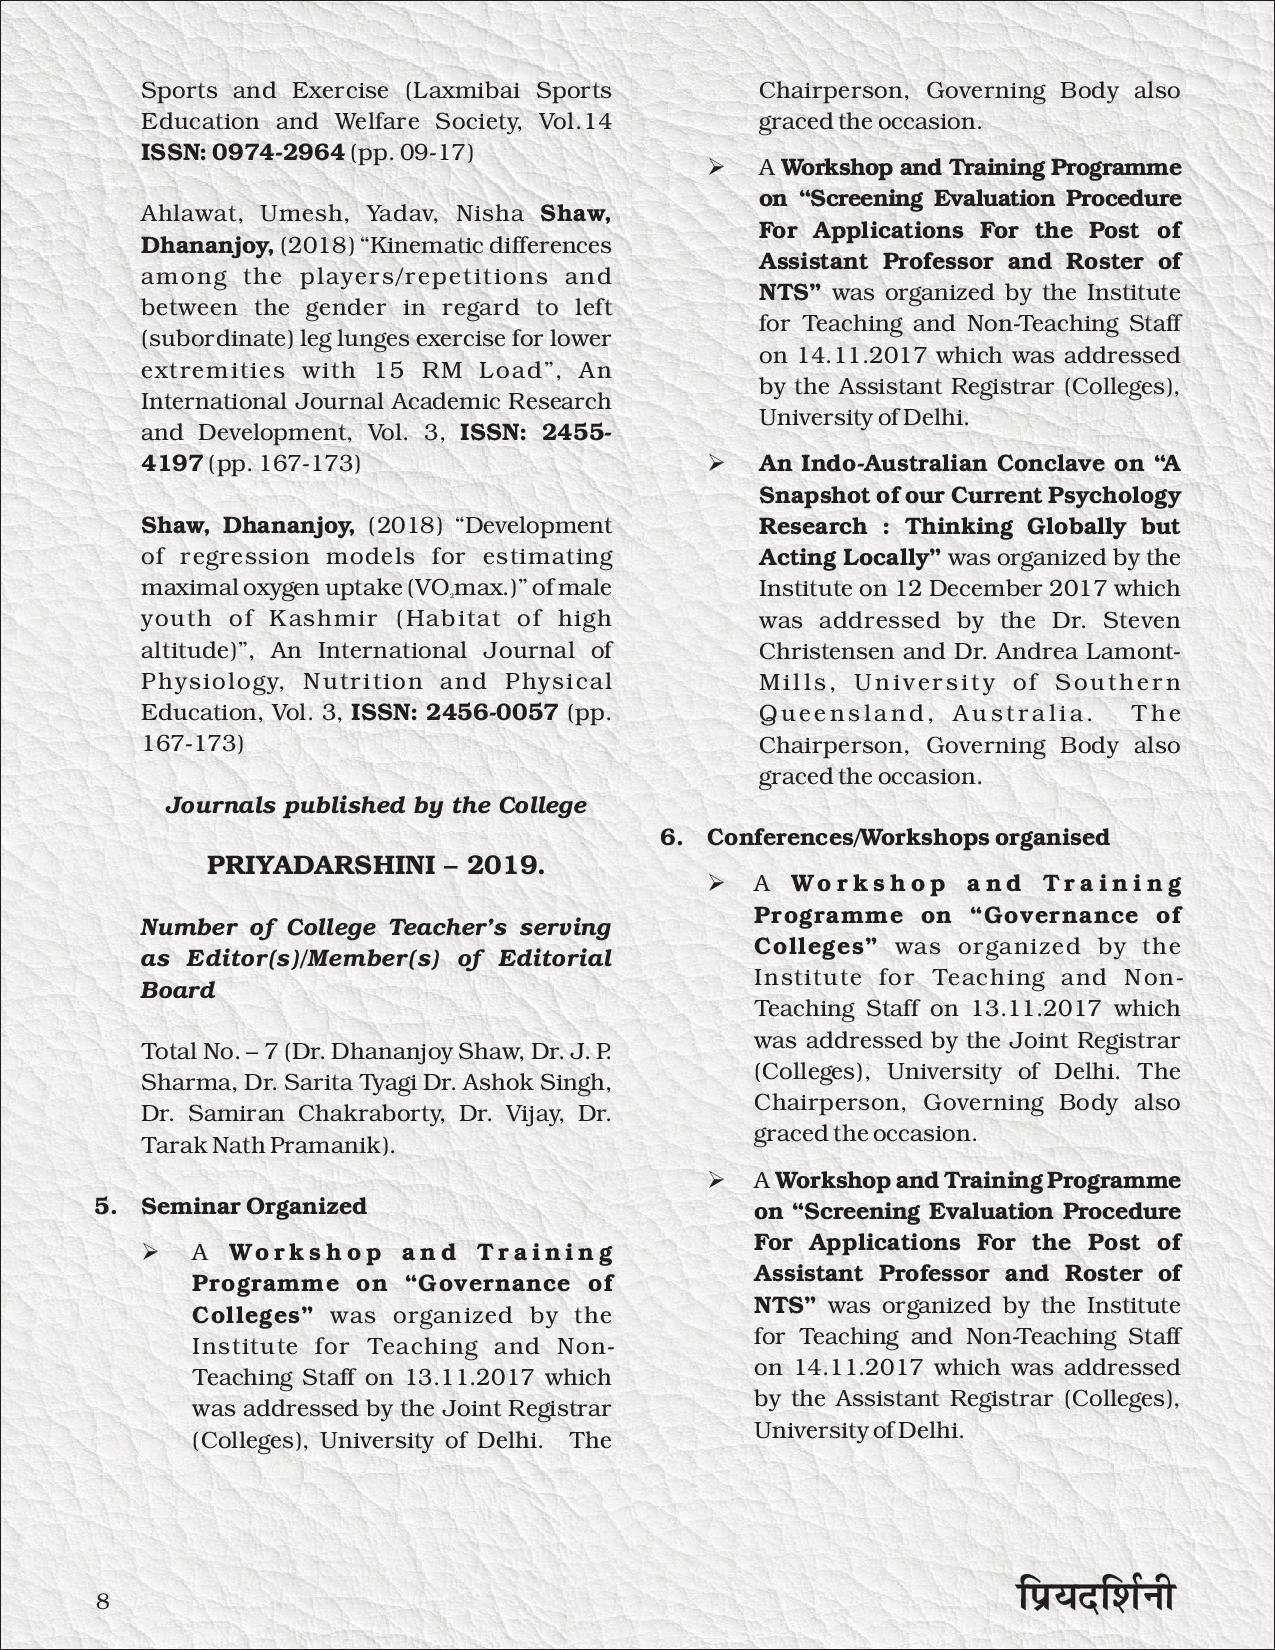 Sports and Exercise (Laxmibai Sports
Education and Welfare Society, Vol.14
ISSN: 0974-2964 (pp. 09-17)
Ahlawat, Umesh, Yadav, Nisha Shaw,
Dhananjoy, (2018) “Kinematic differences
among the players/repetitions and
between the gender in regard to left
(subordinate) leg lunges exercise for lower
extremities with 15 RM Load”, An
International Journal Academic Research
and Development, Vol. 3, ISSN: 2455-
4197 (pp. 167-173)
Shaw, Dhananjoy, (2018) “Development
of regression models for estimating
maximal oxygen uptake (VO₂max.)” of male
youth of Kashmir (Habitat of high
altitude)”, An International Journal of
Physiology, Nutrition and Physical
Education, Vol. 3, ISSN: 2456-0057 (pp.
167-173)
Journals published by the College
PRIYADARSHINI – 2019.
Number of College Teacher’s serving
as Editor(s)/Member(s) of Editorial
Board
Total No. – 7 (Dr. Dhananjoy Shaw, Dr. J. P.
Sharma, Dr. Sarita Tyagi Dr. Ashok Singh,
Dr. Samiran Chakraborty, Dr. Vijay, Dr.
Tarak Nath Pramanik).
5. Seminar Organized
➢ A Workshop and Training
Programme on “Governance of
Colleges” was organized by the
Institute for Teaching and Non-
Teaching Staff on 13.11.2017 which
was addressed by the Joint Registrar
(Colleges), University of Delhi. The
Chairperson, Governing Body also
graced the occasion.
➢ A Workshop and Training Programme
on “Screening Evaluation Procedure
For Applications For the Post of
Assistant Professor and Roster of
NTS” was organized by the Institute
for Teaching and Non-Teaching Staff
on 14.11.2017 which was addressed
by the Assistant Registrar (Colleges),
University of Delhi.
➢ An Indo-Australian Conclave on “A
Snapshot of our Current Psychology
Research : Thinking Globally but
Acting Locally” was organized by the
Institute on 12 December 2017 which
was addressed by the Dr. Steven
Christensen and Dr. Andrea Lamont-
Mills, University of Southern
Queensland, Australia. The
Chairperson, Governing Body also
graced the occasion.
6. Conferences/Workshops organised
➢ A Workshop and Training
Programme on “Governance of
Colleges” was organized by the
Institute for Teaching and Non-
Teaching Staff on 13.11.2017 which
was addressed by the Joint Registrar
(Colleges), University of Delhi. The
Chairperson, Governing Body also
graced the occasion.
➢ A Workshop and Training Programme
on “Screening Evaluation Procedure
For Applications For the Post of
Assistant Professor and Roster of
NTS” was organized by the Institute
for Teaching and Non-Teaching Staff
on 14.11.2017 which was addressed
by the Assistant Registrar (Colleges),
University of Delhi.
8
प्रियदर्शिनी